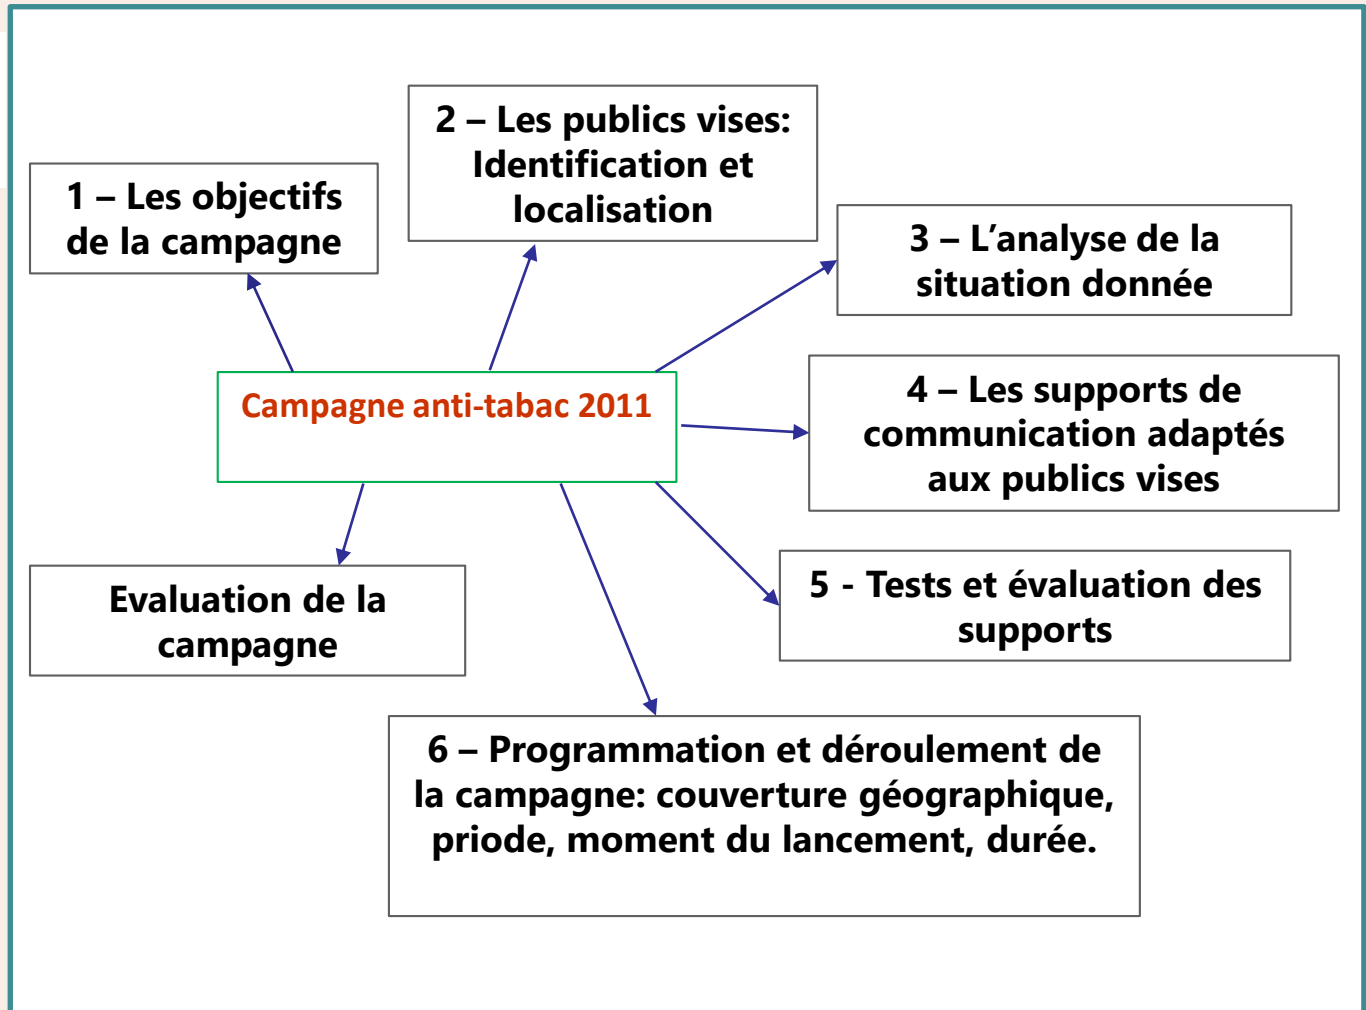 1 – Les objectifs
de la campagne
2 – Les publics vises:
Identification et
localisation
3 – L’analyse de la
situation donnée
Campagne anti-tabac 2011
4 – Les supports de
communication adaptés
aux publics vises
5 - Tests et évaluation des
supports
Evaluation de la
campagne
6 – Programmation et déroulement de
la campagne: couverture géographique,
priode, moment du lancement, durée.